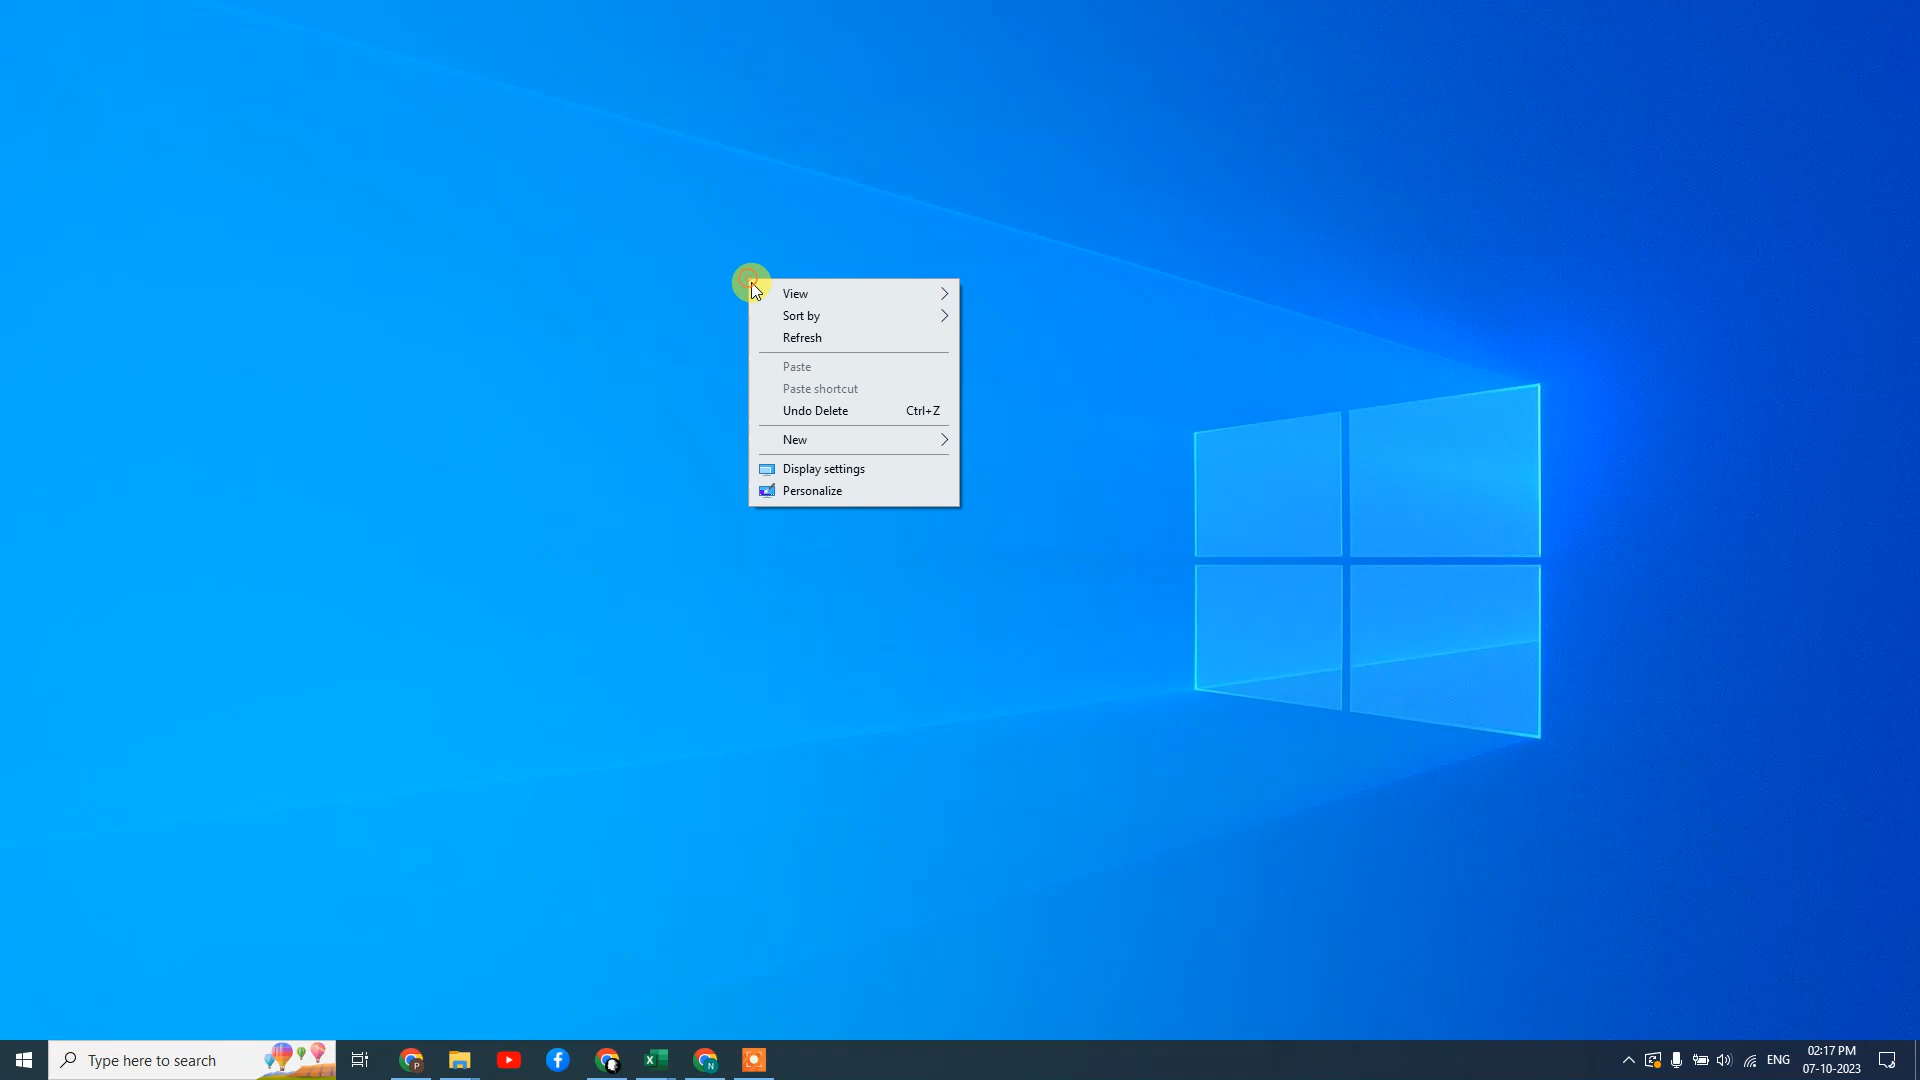 View
Sort by
Refresh
Paste
Paste shortcut
Undo Delete Ctrl+Z
New
Display settings
Personalize
Type here to search
P
X
N
ENG
02:17 PM
07-10-2023